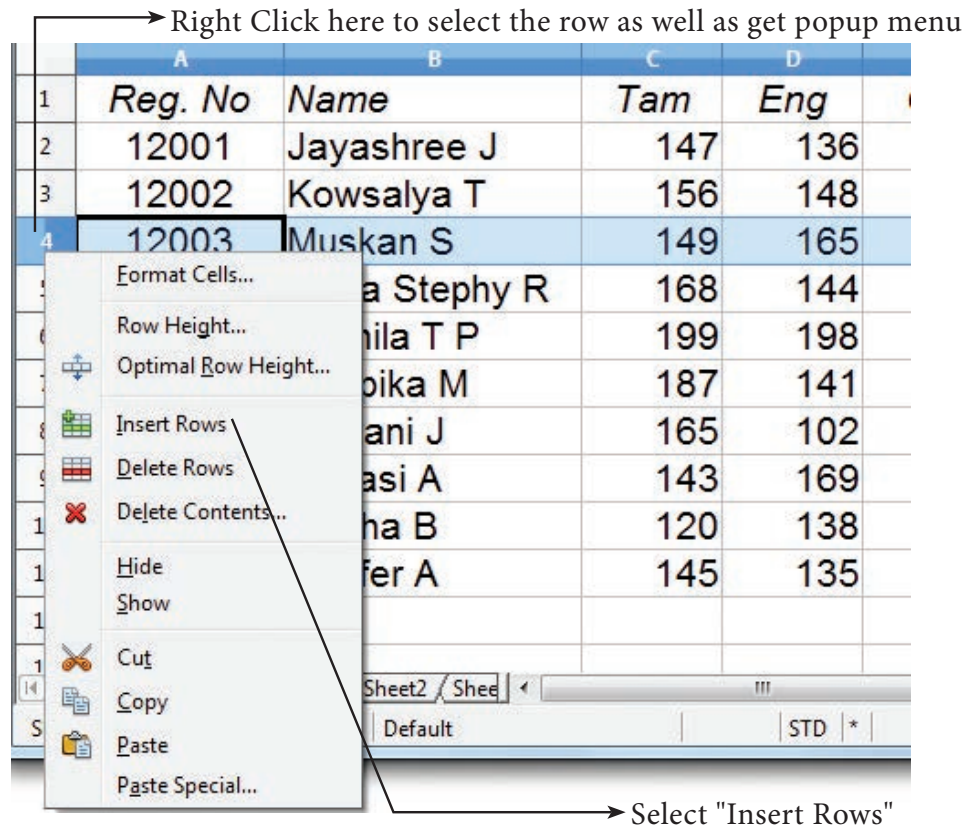 Right Click here to select the row as well as get popup menu
A B C D
1 Reg. No Name Tam Eng
2 12001 Jayashree J 147 136
3 12002 Kowsalya T 156 148
4 12003 Muskan S 149 165
Format Cells...
a Stephy R 168 144
Row Height...
nila T P 199 198
Optimal Row Height...
pika M 187 141
Insert Rows
ani J 165 102
Delete Rows
asi A 143 169
Delete Contents...
ha B 120 138
Hide
fer A 145 135
Show
Cut
Sheet2 / Shee
Copy
Default STD *
Paste
Paste Special...
Select "Insert Rows"